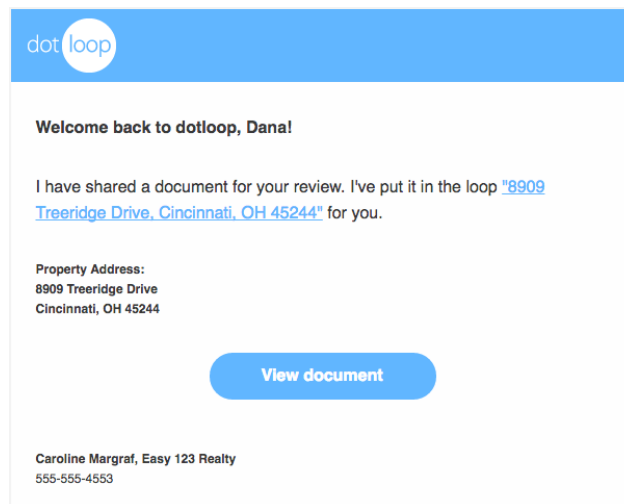 dot loop
Welcome back to dotloop, Dana!
I have shared a document for your review. I've put it in the loop "8909
Treeridge Drive, Cincinnati, OH 45244" for you.
Property Address:
8909 Treeridge Drive
Cincinnati, OH 45244
View document
Caroline Margraf, Easy 123 Realty
555-555-4553